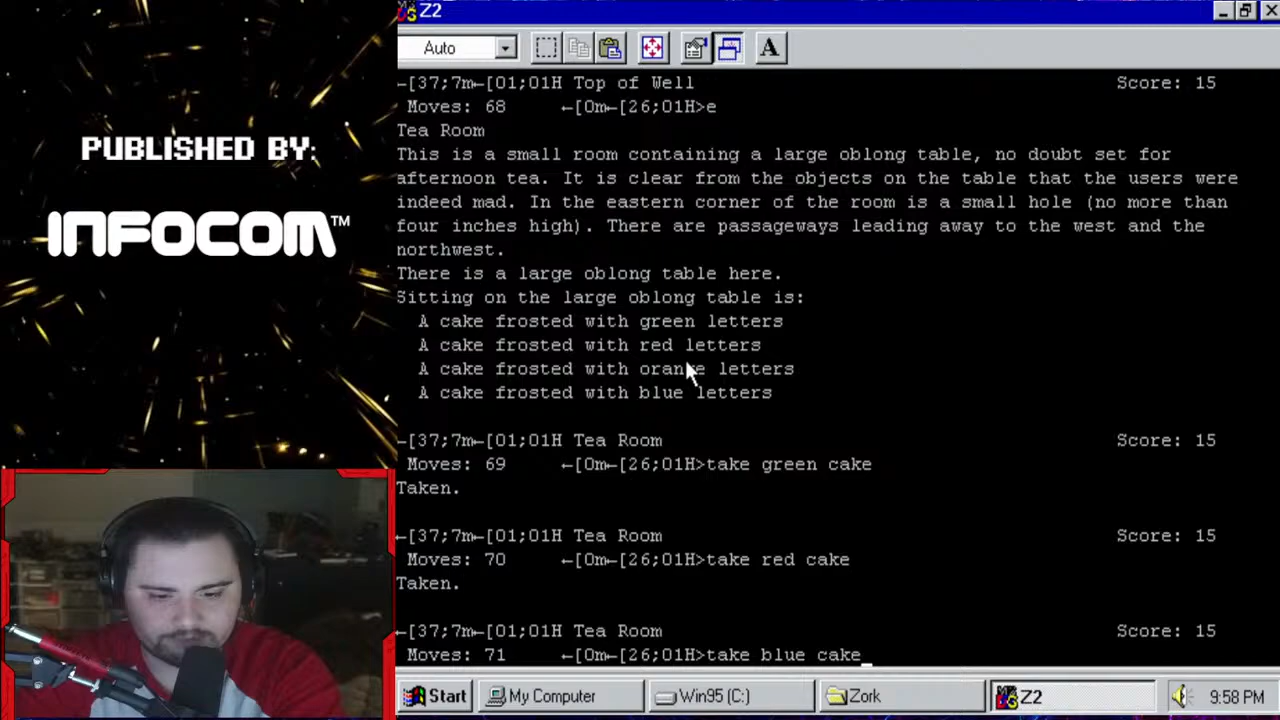 PUBLISHED BY:
INFOCOM™
Z2
Auto
A
←[37;7m←[01;01H Top of Well Score: 15
Moves: 68 ←[0m←[26;01H>e
Tea Room
This is a small room containing a large oblong table, no doubt set for
afternoon tea. It is clear from the objects on the table that the users were
indeed mad. In the eastern corner of the room is a small hole (no more than
four inches high). There are passageways leading away to the west and the
northwest.
There is a large oblong table here.
Sitting on the large oblong table is:
A cake frosted with green letters
A cake frosted with red letters
A cake frosted with orange letters
A cake frosted with blue letters
←[37;7m←[01;01H Tea Room Score: 15
Moves: 69 ←[0m←[26;01H>take green cake
Taken.
←[37;7m←[01;01H Tea Room Score: 15
Moves: 70 ←[0m←[26;01H>take red cake
Taken.
←[37;7m←[01;01H Tea Room Score: 15
Moves: 71 ←[0m←[26;01H>take blue cake_
Start My Computer Win95 (C:) Zork Z2 9:58 PM